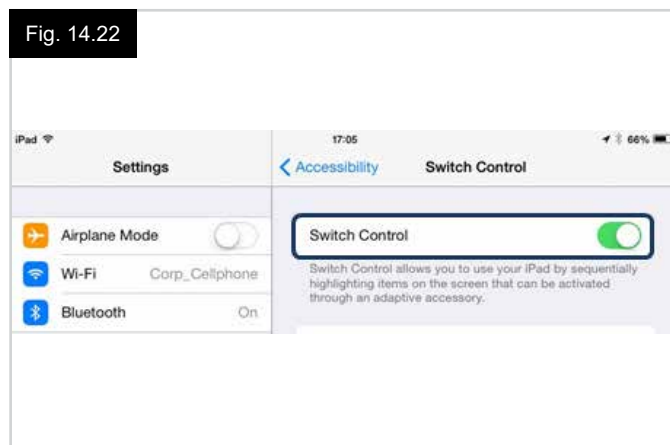 Fig. 14.22
iPad 17:05 66%
Settings
Accessibility Switch Control
Airplane Mode
Wi-Fi Corp_Cellphone
Bluetooth On
Switch Control
Switch Control allows you to use your iPad by sequentially
highlighting items on the screen that can be activated
through an adaptive accessory.